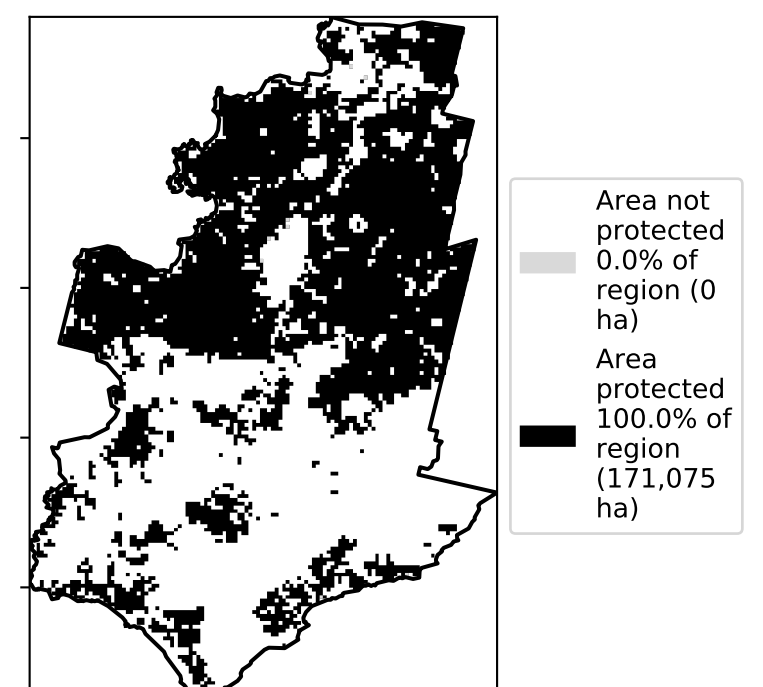 Area not
protected
0.0% of
region (0
ha)
Area
protected
100.0% of
region
(171,075
ha)